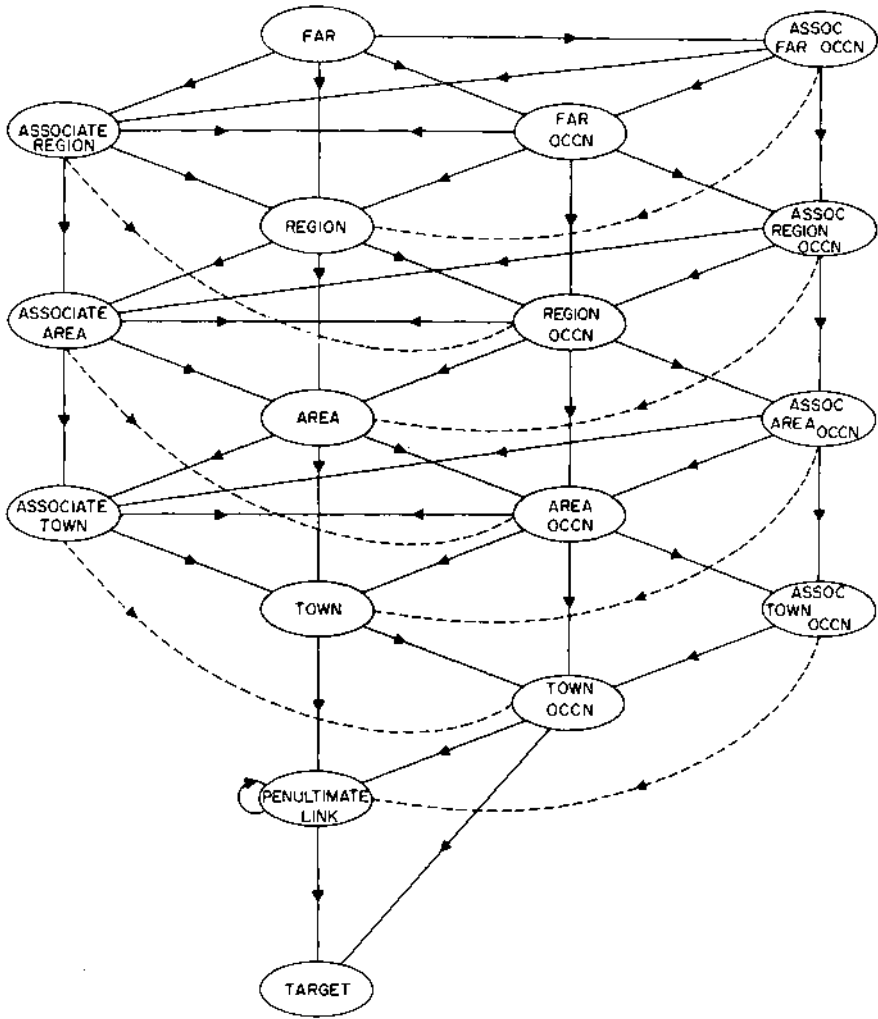 FAR
ASSOC
FAR OCCN
ASSOCIATE
REGION
FAR
OCCN
REGION
ASSOC
REGION
OCCN
ASSOCIATE
AREA
REGION
OCCN
AREA
ASSOC
AREA OCCN
ASSOCIATE
TOWN
AREA
OCCN
TOWN
ASSOC
TOWN OCCN
TOWN
OCCN
PENULTIMATE
LINK
TARGET